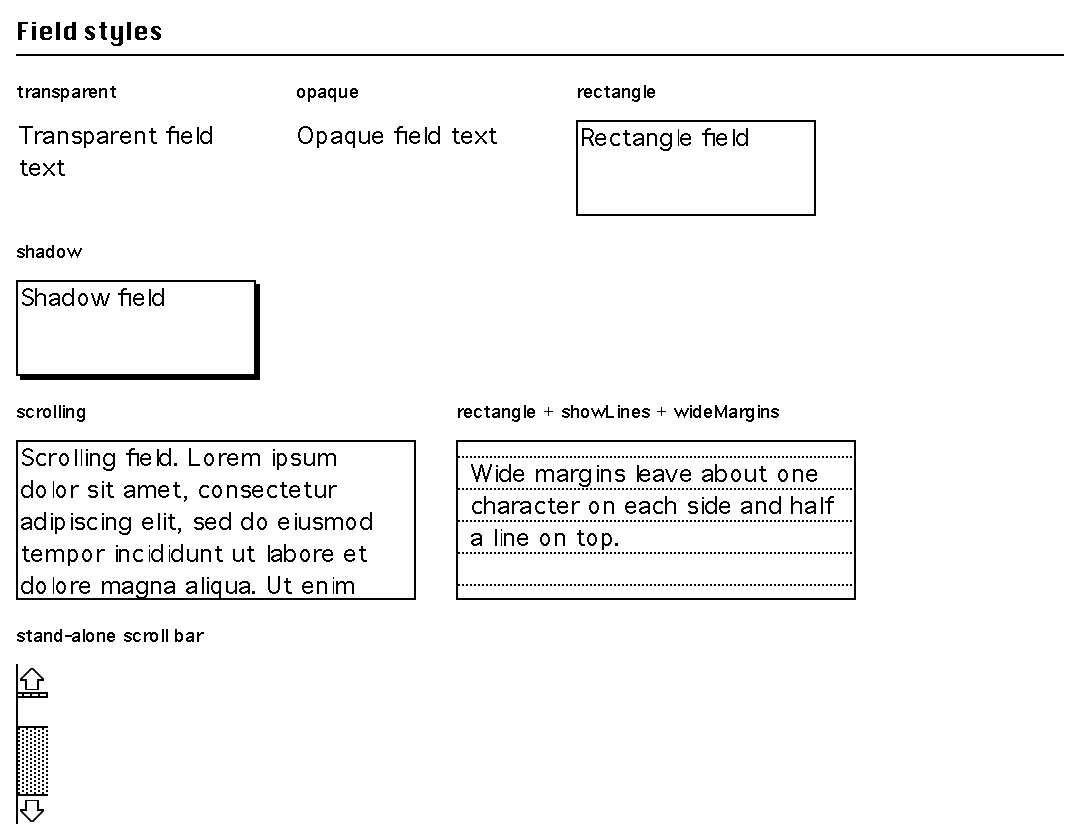 Field styles
transparent
opaque
rectangle
Transparent field
text
Opaque field text
Rectangle field
shadow
Shadow field
scrolling
rectangle + showLines + wideMargins
Scrolling field. Lorem ipsum
dolor sit amet, consectetur
adipiscing elit, sed do eiusmod
tempor incididunt ut labore et
dolore magna aliqua. Ut enim
Wide margins leave about one
character on each side and half
a line on top.
stand-alone scroll bar